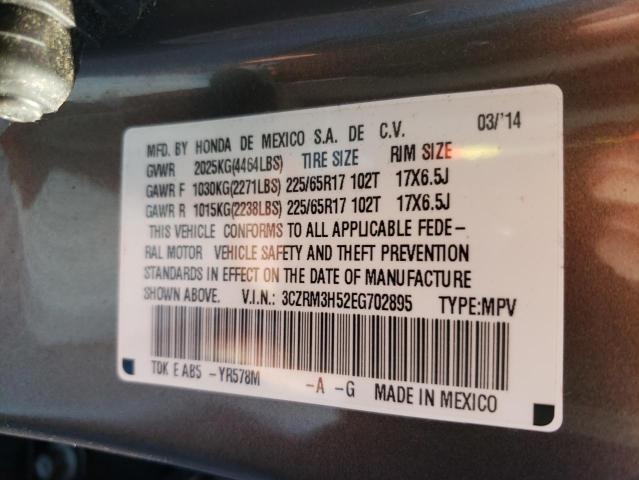 MFD. BY HONDA DE MEXICO S.A. DE C.V. 03/'14
GVWR 2025KG(4464LBS) TIRE SIZE RIM SIZE
GAWR F 1030KG(2271LBS) 225/65R17 102T 17X6.5J
GAWR R 1015KG(2238LBS) 225/65R17 102T 17X6.5J
THIS VEHICLE CONFORMS TO ALL APPLICABLE FEDE-
RAL MOTOR VEHICLE SAFETY AND THEFT PREVENTION
STANDARDS IN EFFECT ON THE DATE OF MANUFACTURE
SHOWN ABOVE. V.I.N.: 3CZRM3H52EG702895 TYPE:MPV
TDK E AB5 -YR578M -A -G MADE IN MEXICO